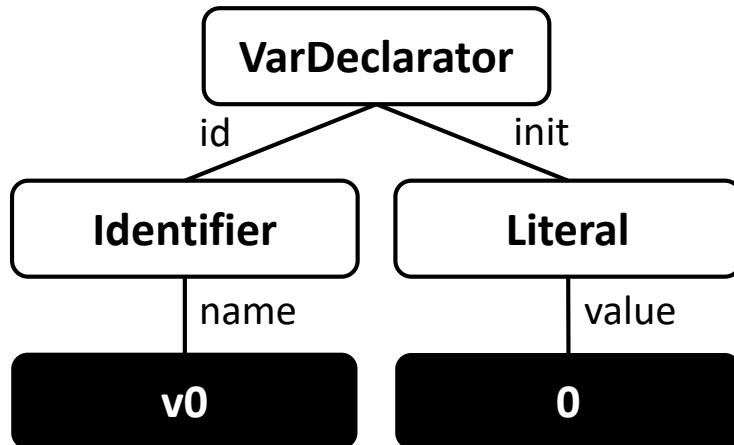 VarDeclarator
id
init
Identifier
Literal
name
value
v0
0